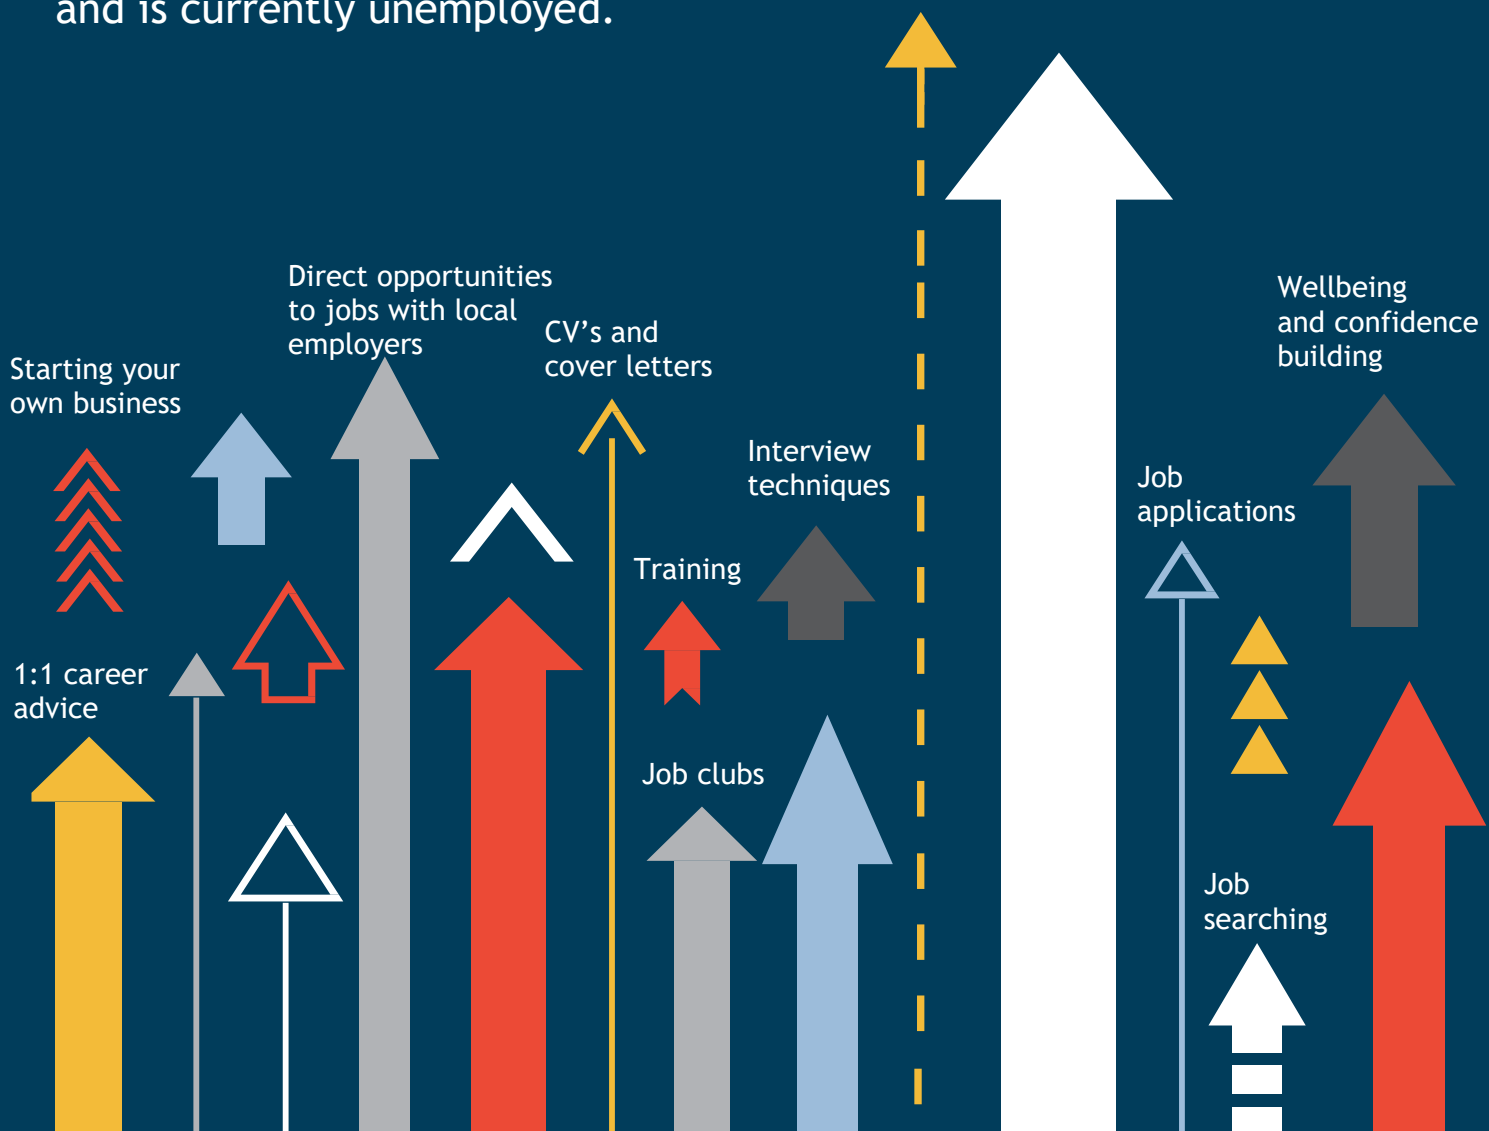 and is currently unemployed.
Direct opportunities
to jobs with local
employers
Wellbeing
and confidence
building
CV's and
cover letters
Starting your
own business
Interview
techniques
Job
applications
Training
1:1 career
advice
Job clubs
Job
searching